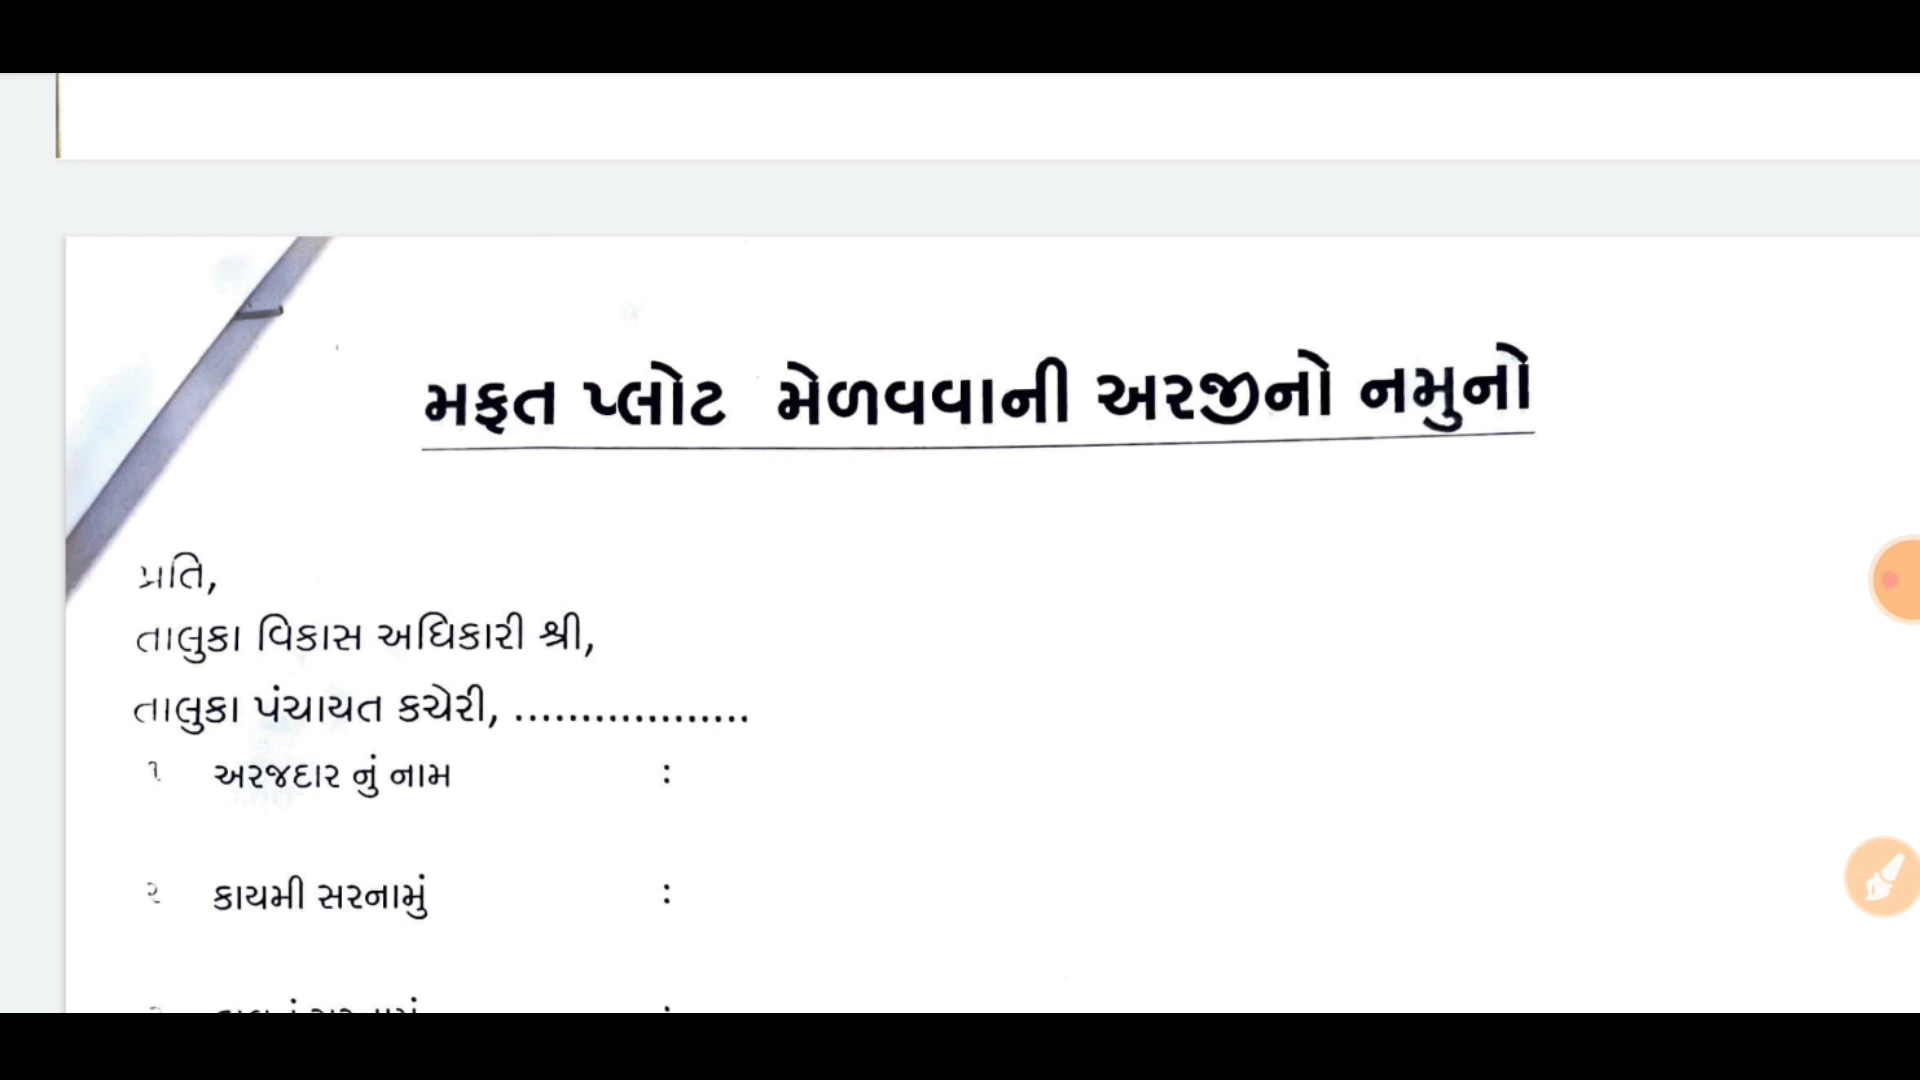 મફત પ્લોટ મેળવવાની અરજીનો નમુનો
પ્રતિ,
તાલુકા વિકાસ અધિકારી શ્રી,
તાલુકા પંચાયત કચેરી, ..................
૧ અરજદાર નું નામ :
૨ કાયમી સરનામું :